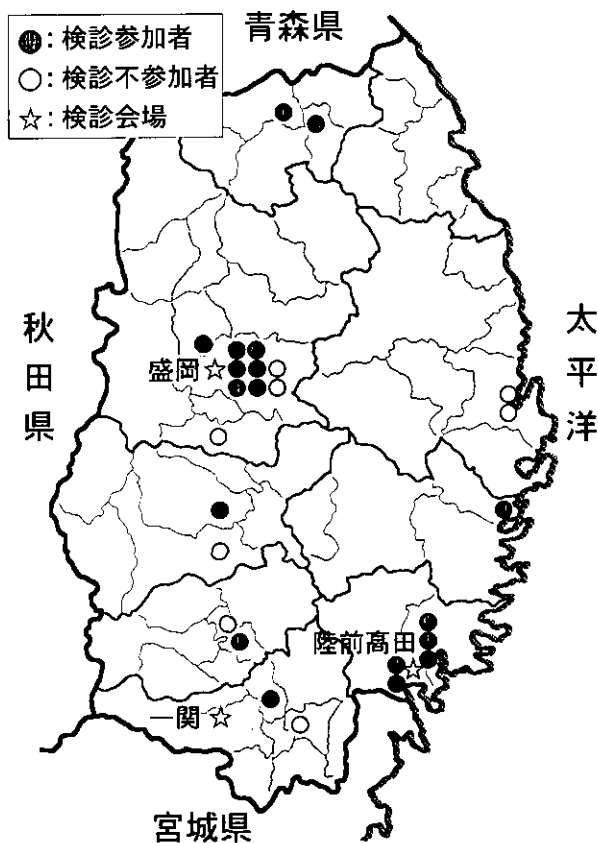 青森県
●: 検診参加者
○: 検診不参加者
☆: 検診会場
秋田県
太平洋
盛岡☆
陸前高田
☆
一関☆
宮城県